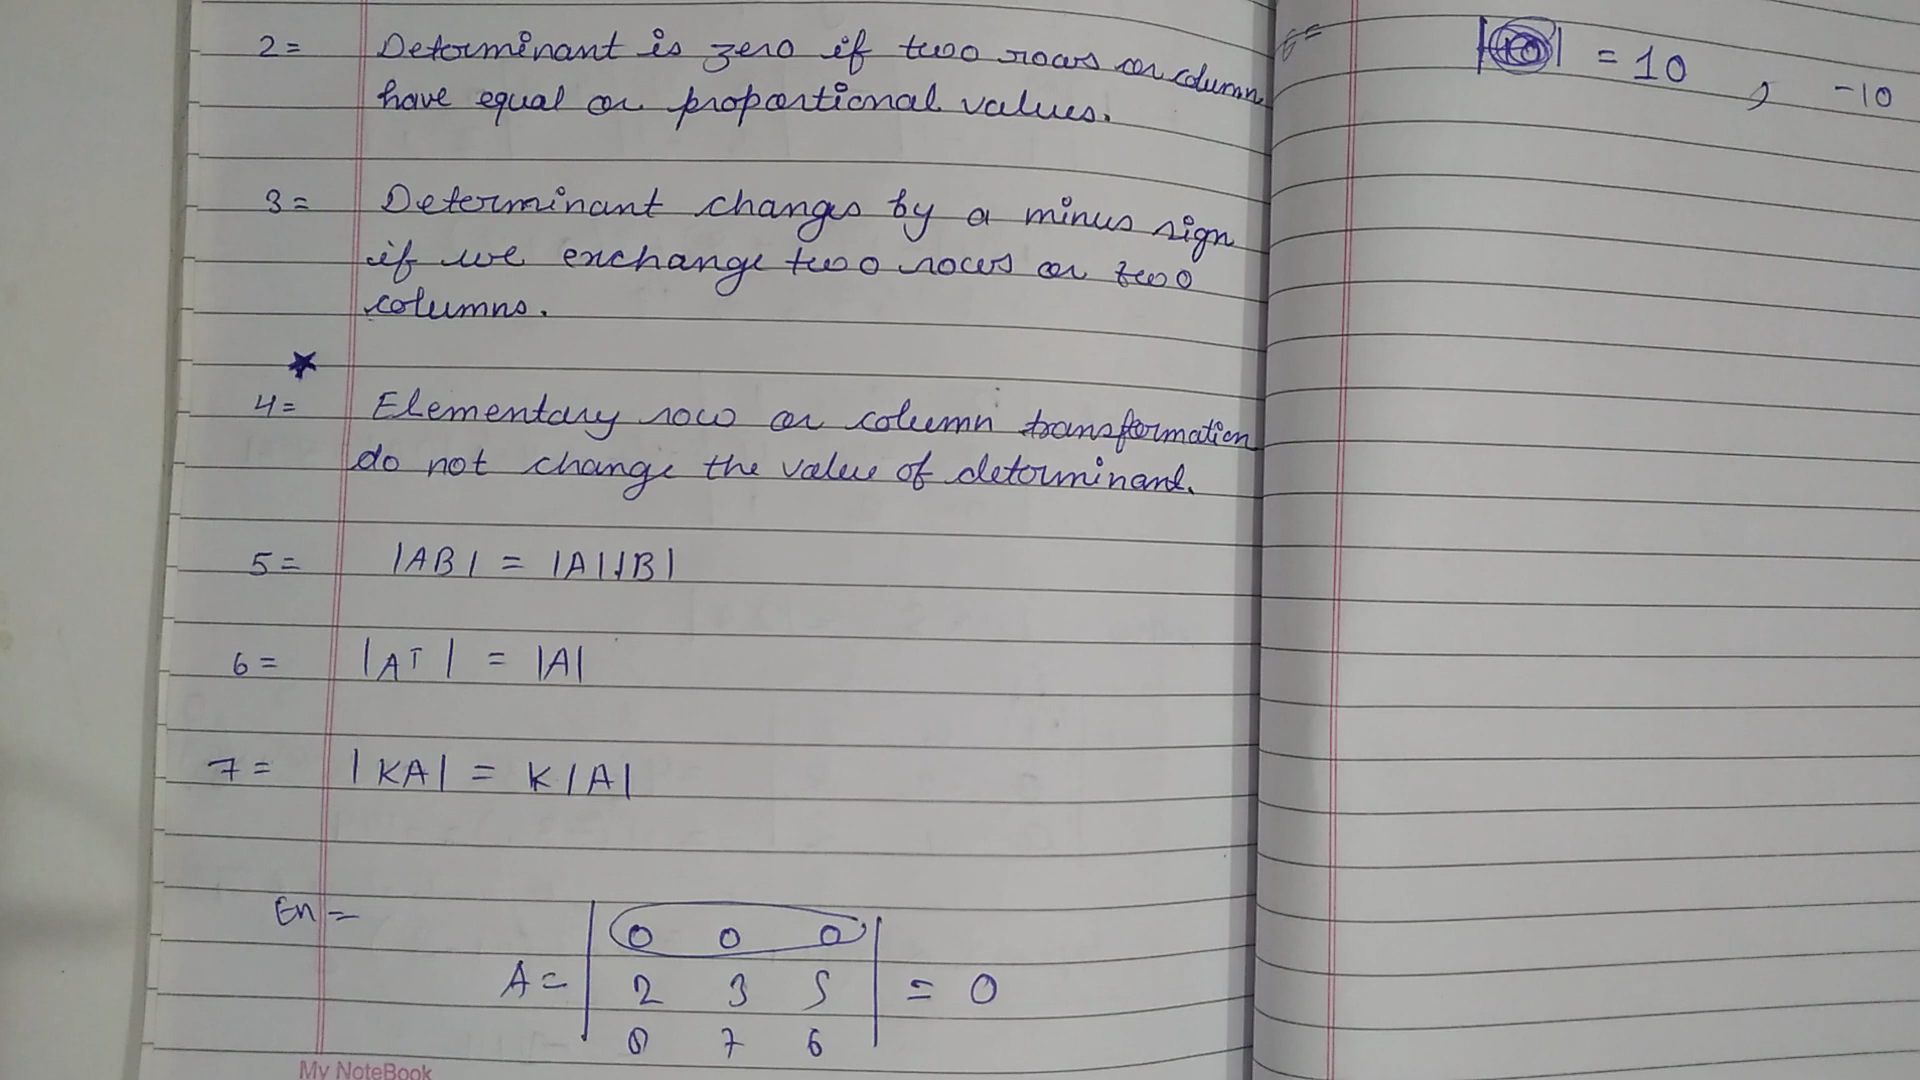 2= Determinant is zero if two rows or column
have equal or proportional values.
3= Determinant changes by a minus sign
if we exchange two rows or two
columns.
4= Elementary row or column transformation
do not change the value of determinant.
5= |AB| = |A|.|B|
6= |AT| = |A|
7= |KA| = K|A|
En =
0 0 0
A = 2 3 5 = 0
0 7 6
My NoteBook
= 10 , -10